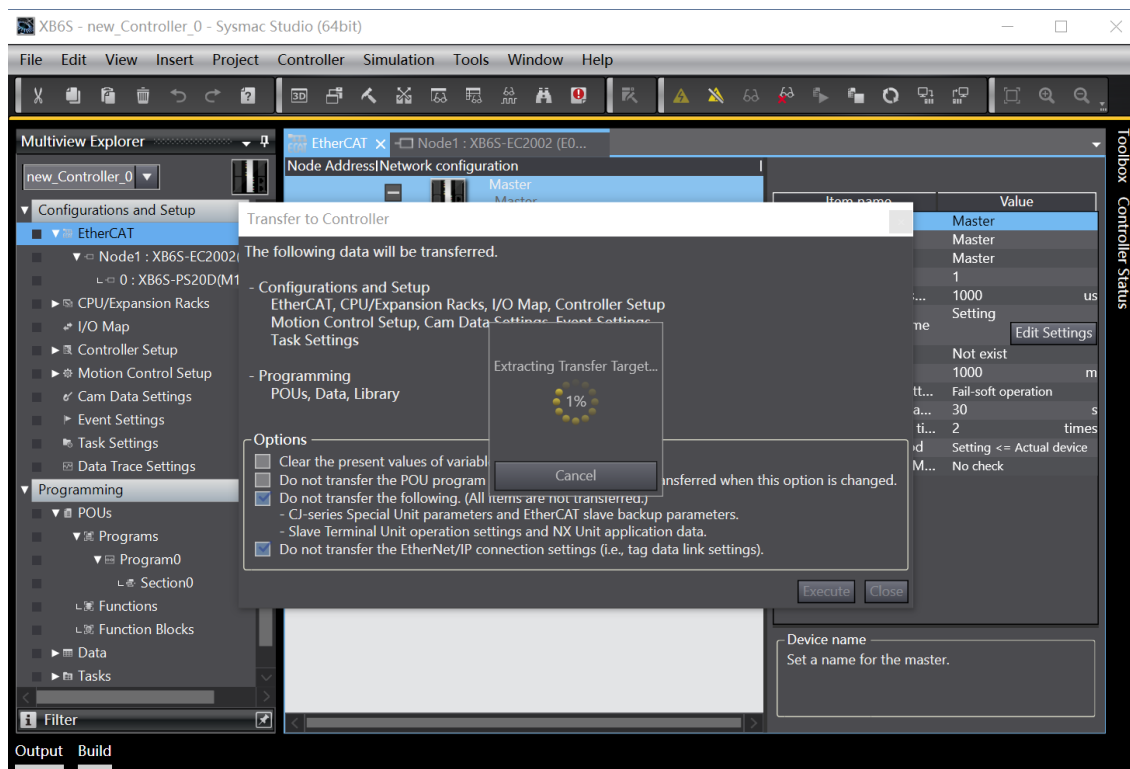 XB6S - new_Controller_0 - Sysmac Studio (64bit)
File Edit View Insert Project Controller Simulation Tools Window Help
Multiview Explorer
new_Controller_0
Configurations and Setup
EtherCAT
Node1 : XB6S-EC2002(
0 : XB6S-PS20D(M1
CPU/Expansion Racks
I/O Map
Controller Setup
Motion Control Setup
Cam Data Settings
Event Settings
Task Settings
Data Trace Settings
Programming
POUs
Programs
Program0
Section0
Functions
Function Blocks
Data
Tasks
Filter
Output Build
EtherCAT
Node1 : XB6S-EC2002 (E0...
Node Address|Network configuration
Master
Master
Transfer to Controller
The following data will be transferred.
- Configurations and Setup
EtherCAT, CPU/Expansion Racks, I/O Map, Controller Setup
Motion Control Setup, Cam Data Settings, Event Settings
Task Settings
- Programming
POUs, Data, Library
Extracting Transfer Target...
1%
Cancel
Options
Clear the present values of variabl
Do not transfer the POU program nsferred when this option is changed.
Do not transfer the following. (All items are not transferred.)
- CJ-series Special Unit parameters and EtherCAT slave backup parameters.
- Slave Terminal Unit operation settings and NX Unit application data.
Do not transfer the EtherNet/IP connection settings (i.e., tag data link settings).
Execute Close
Item name Value
Master
Master
Master
1
s... 1000 us
me Setting
Edit Settings
Not exist
1000 m
tt... Fail-soft operation
a... 30 s
ti... 2 times
od Setting <= Actual device
M... No check
Device name
Set a name for the master.
Toolbox
Controller Status